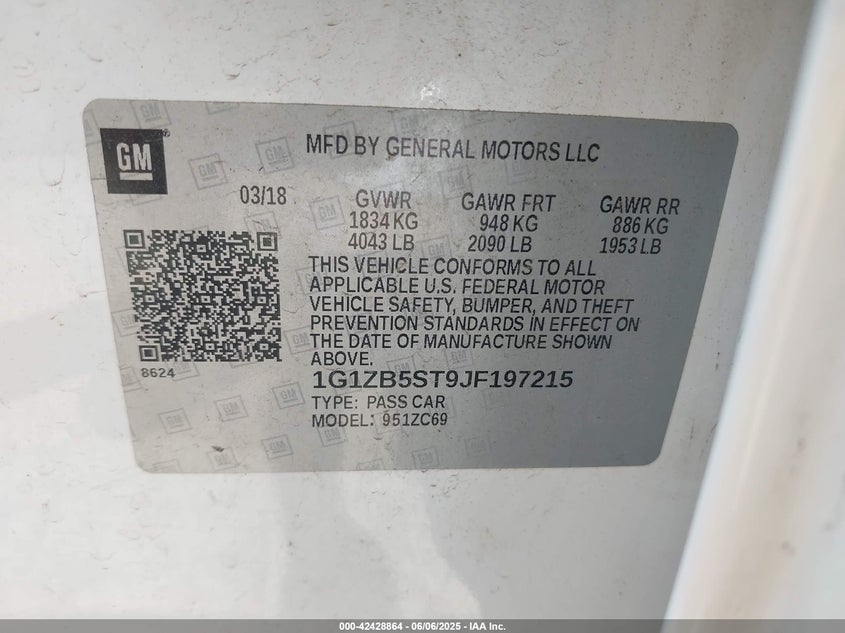 GM
MFD BY GENERAL MOTORS LLC
03/18 GVWR GAWR FRT GAWR RR
1834 KG 948 KG 886 KG
4043 LB 2090 LB 1953 LB
THIS VEHICLE CONFORMS TO ALL
APPLICABLE U.S. FEDERAL MOTOR
VEHICLE SAFETY, BUMPER, AND THEFT
PREVENTION STANDARDS IN EFFECT ON
THE DATE OF MANUFACTURE SHOWN
ABOVE.
8624
1G1ZB5ST9JF197215
TYPE: PASS CAR
MODEL: 951ZC69
000-42428864 - 06/06/2025 - IAA Inc.